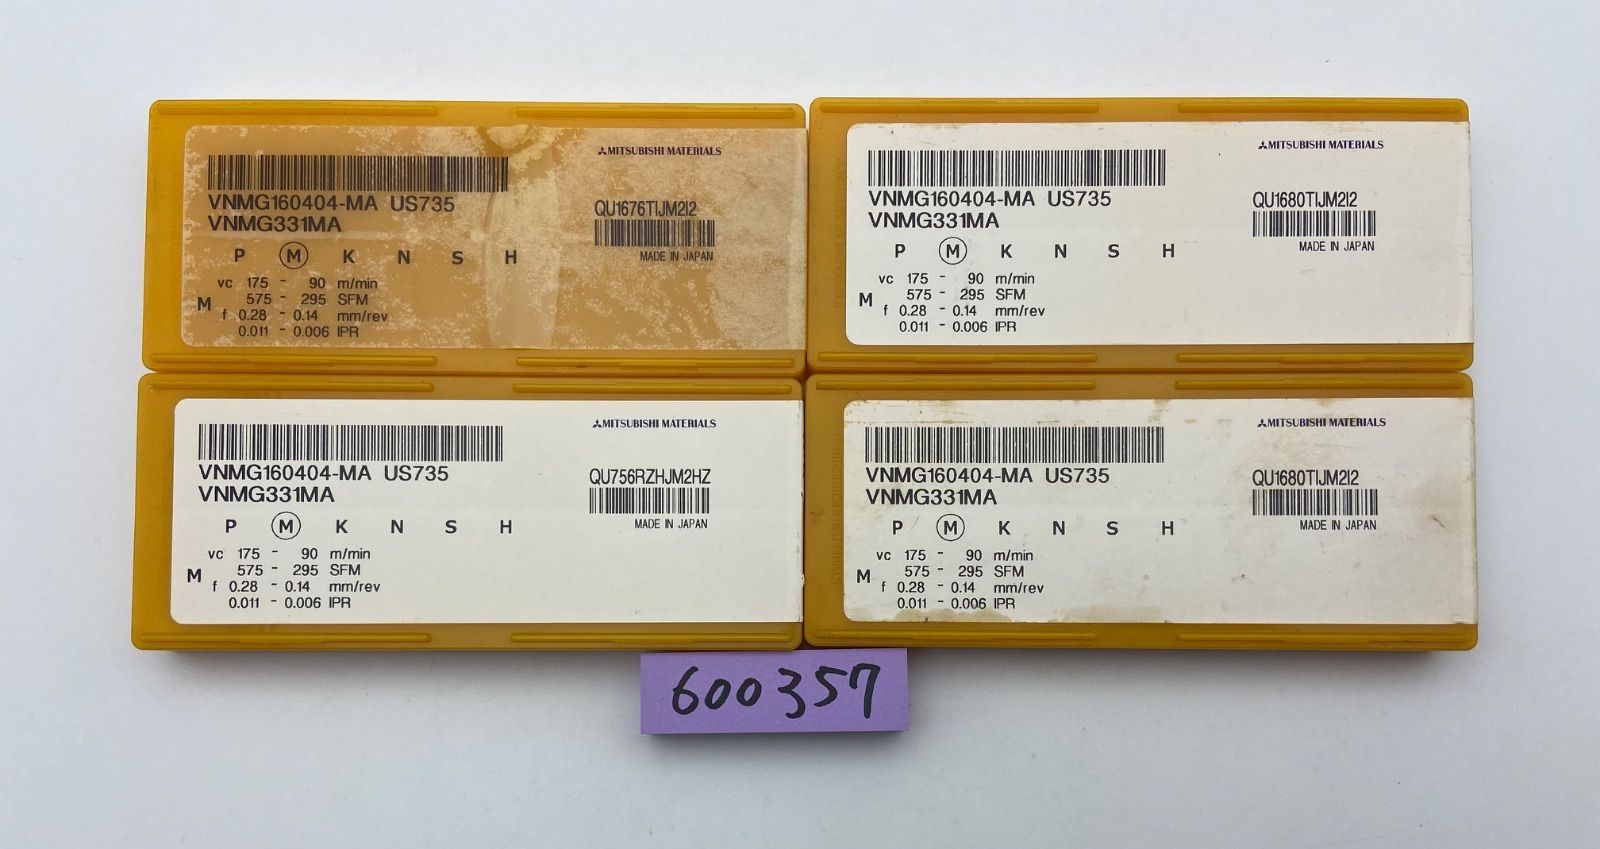 MITSUBISHI MATERIALS
VNMG160404-MA US735
VNMG331MA
QU1676TIJM2I2
MADE IN JAPAN
P M K N S H
vc 175 - 90 m/min
575 - 295 SFM
M
f 0.28 - 0.14 mm/rev
0.011 - 0.006 IPR
MITSUBISHI MATERIALS
VNMG160404-MA US735
VNMG331MA
QU1680TIJM2I2
MADE IN JAPAN
P M K N S H
vc 175 - 90 m/min
575 - 295 SFM
M
f 0.28 - 0.14 mm/rev
0.011 - 0.006 IPR
MITSUBISHI MATERIALS
VNMG160404-MA US735
VNMG331MA
QU756RZHJM2HZ
MADE IN JAPAN
P M K N S H
vc 175 - 90 m/min
575 - 295 SFM
M
f 0.28 - 0.14 mm/rev
0.011 - 0.006 IPR
MITSUBISHI MATERIALS
VNMG160404-MA US735
VNMG331MA
QU1680TIJM2I2
MADE IN JAPAN
P M K N S H
vc 175 - 90 m/min
575 - 295 SFM
M
f 0.28 - 0.14 mm/rev
0.011 - 0.006 IPR
600357